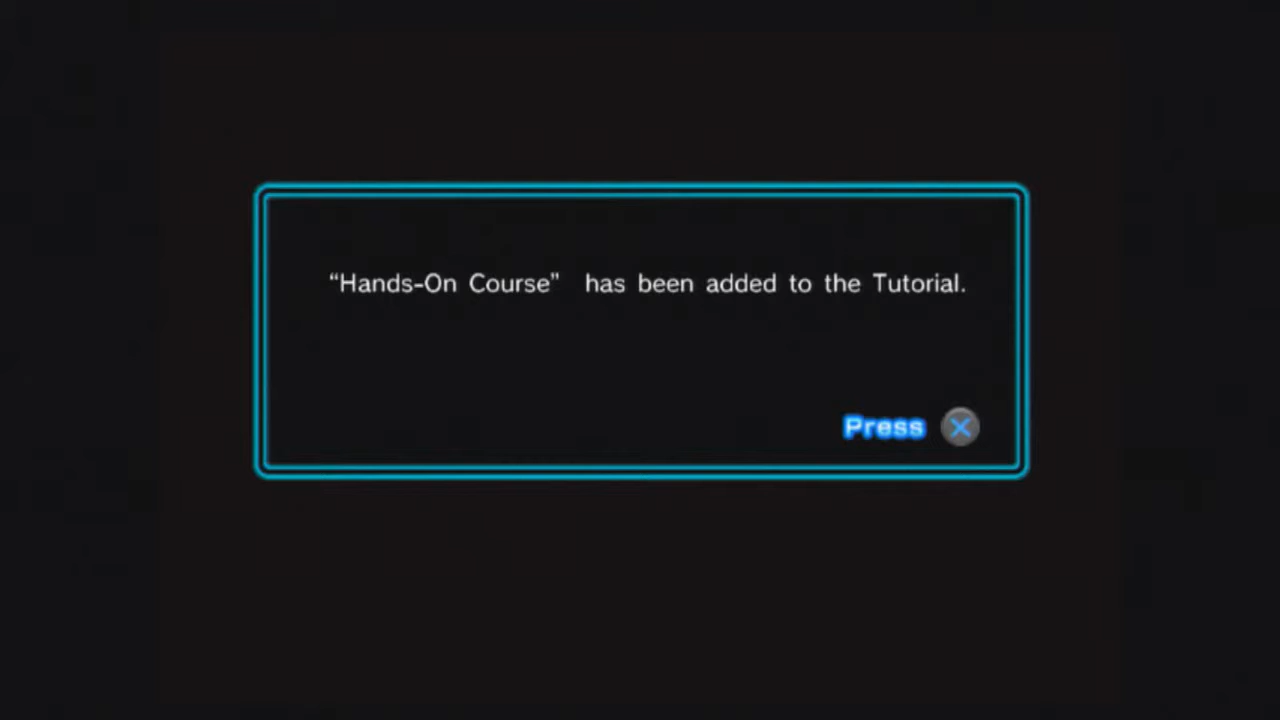 “Hands-On Course” has been added to the Tutorial.
Press